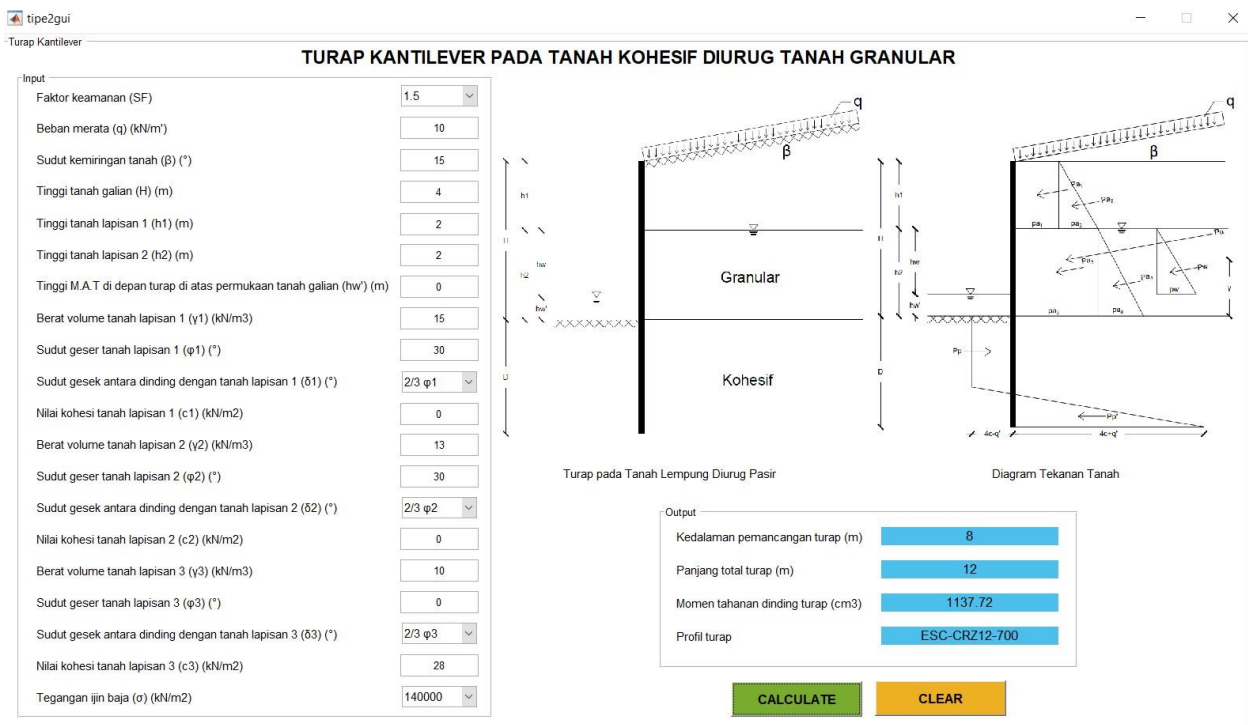 tipe2gui
Turap Kantilever
TURAP KANTILEVER PADA TANAH KOHESIF DIURUG TANAH GRANULAR
Input
Faktor keamanan (SF) 1.5
Beban merata (q) (kN/m') 10
Sudut kemiringan tanah (β) (°) 15
Tinggi tanah galian (H) (m) 4
Tinggi tanah lapisan 1 (h1) (m) 2
Tinggi tanah lapisan 2 (h2) (m) 2
Tinggi M.A.T di depan turap di atas permukaan tanah galian (hw') (m) 0
Berat volume tanah lapisan 1 (γ1) (kN/m3) 15
Sudut geser tanah lapisan 1 (φ1) (°) 30
Sudut gesek antara dinding dengan tanah lapisan 1 (δ1) (°) 2/3 φ1
Nilai kohesi tanah lapisan 1 (c1) (kN/m2) 0
Berat volume tanah lapisan 2 (γ2) (kN/m3) 13
Sudut geser tanah lapisan 2 (φ2) (°) 30
Sudut gesek antara dinding dengan tanah lapisan 2 (δ2) (°) 2/3 φ2
Nilai kohesi tanah lapisan 2 (c2) (kN/m2) 0
Berat volume tanah lapisan 3 (γ3) (kN/m3) 10
Sudut geser tanah lapisan 3 (φ3) (°) 0
Sudut gesek antara dinding dengan tanah lapisan 3 (δ3) (°) 2/3 φ3
Nilai kohesi tanah lapisan 3 (c3) (kN/m2) 28
Tegangan ijin baja (σ) (kN/m2) 140000
q
β
h1
H
hw
h2
hw'
D
Granular
Kohesif
Turap pada Tanah Lempung Diurug Pasir
q
β
h1
Pa1
Pa2
pa1
pa2
H
hw
h2
hw'
Pw
pw
y
D
Pp
Pp'
4c-q'
4c+q'
Diagram Tekanan Tanah
Output
Kedalaman pemancangan turap (m) 8
Panjang total turap (m) 12
Momen tahanan dinding turap (cm3) 1137.72
Profil turap ESC-CRZ12-700
CALCULATE
CLEAR